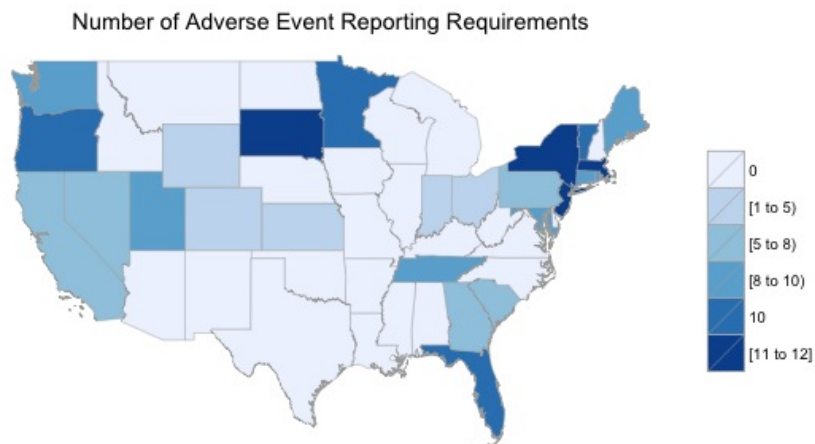 Number of Adverse Event Reporting Requirements
0
[1 to 5)
[5 to 8)
[8 to 10)
10
[11 to 12]